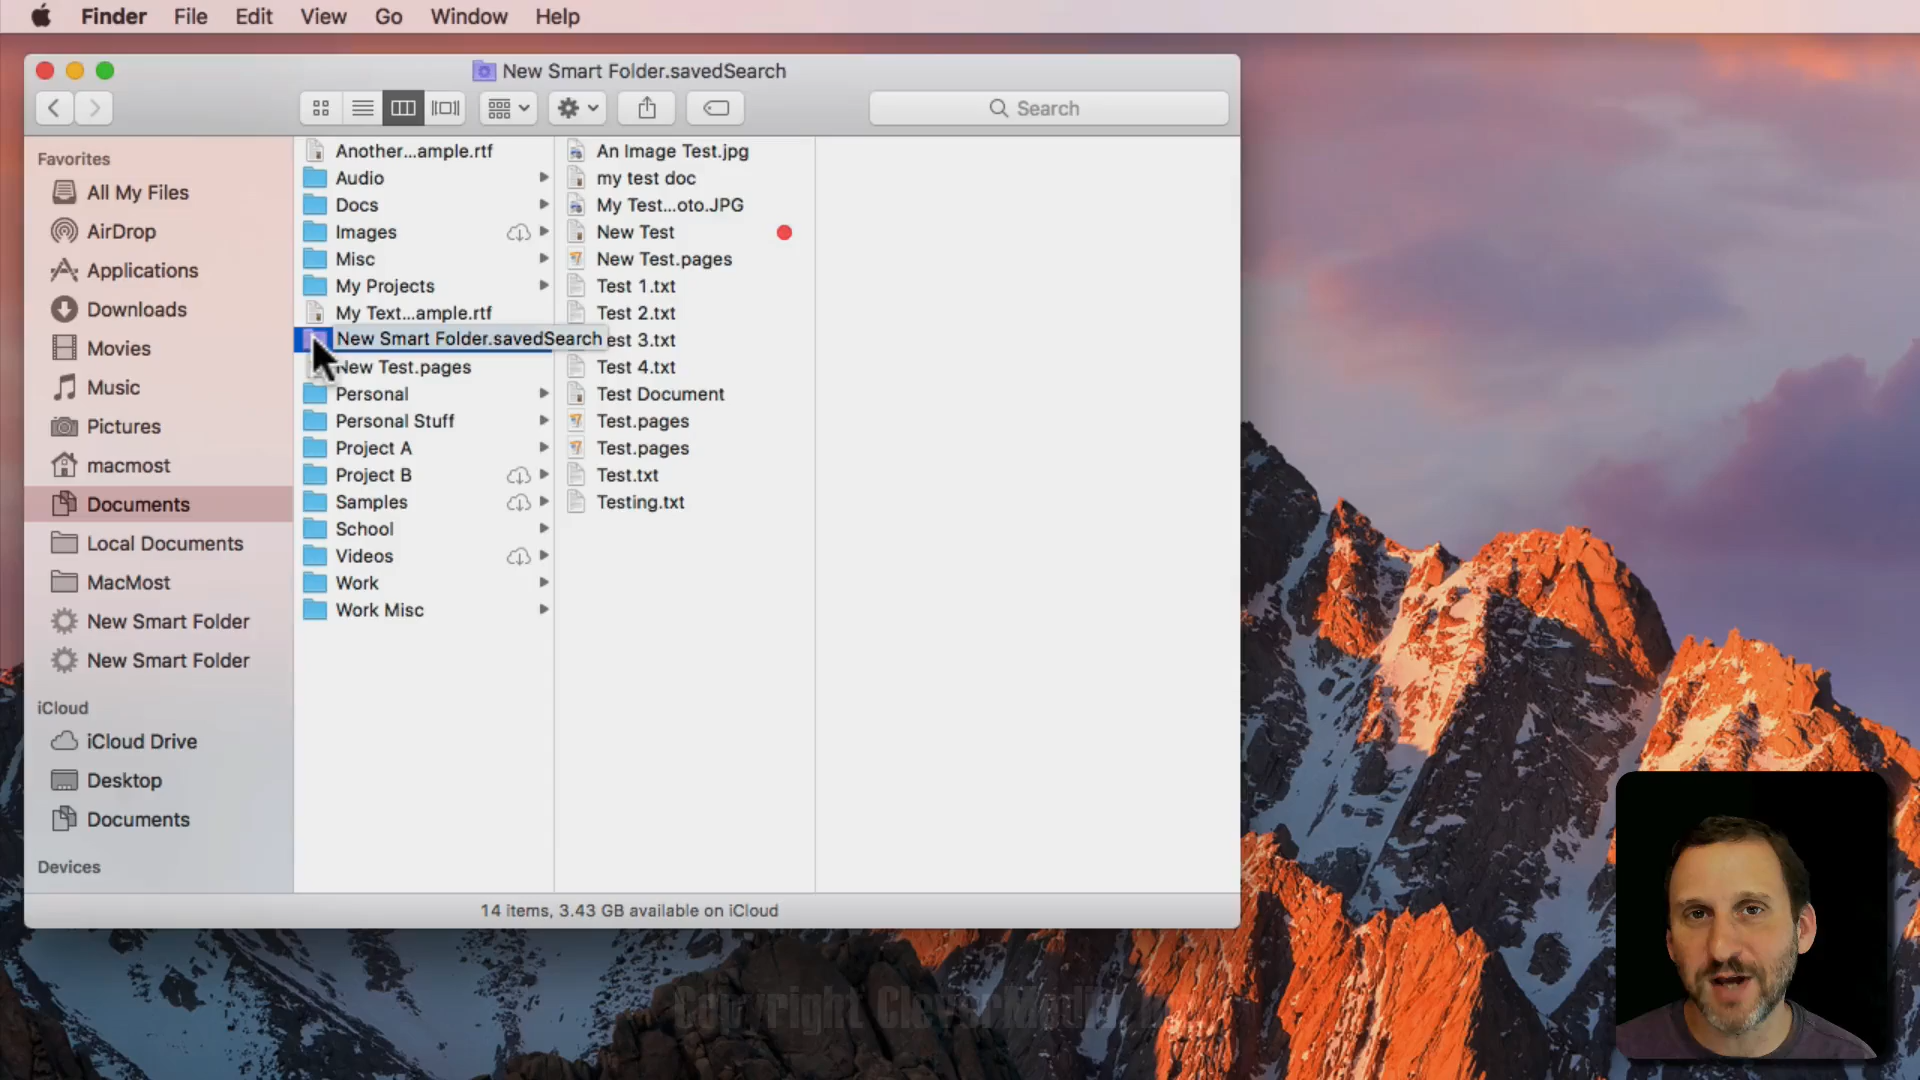 Finder File Edit View Go Window Help
New Smart Folder.savedSearch
Search
Favorites
All My Files
AirDrop
Applications
Downloads
Movies
Music
Pictures
macmost
Documents
Local Documents
MacMost
New Smart Folder
New Smart Folder
iCloud
iCloud Drive
Desktop
Documents
Devices
Another...ample.rtf
Audio
Docs
Images
Misc
My Projects
My Text...ample.rtf
New Smart Folder.savedSearch
New Test.pages
Personal
Personal Stuff
Project A
Project B
Samples
School
Videos
Work
Work Misc
An Image Test.jpg
my test doc
My Test...oto.JPG
New Test
New Test.pages
Test 1.txt
Test 2.txt
est 3.txt
Test 4.txt
Test Document
Test.pages
Test.pages
Test.txt
Testing.txt
14 items, 3.43 GB available on iCloud
Copyright